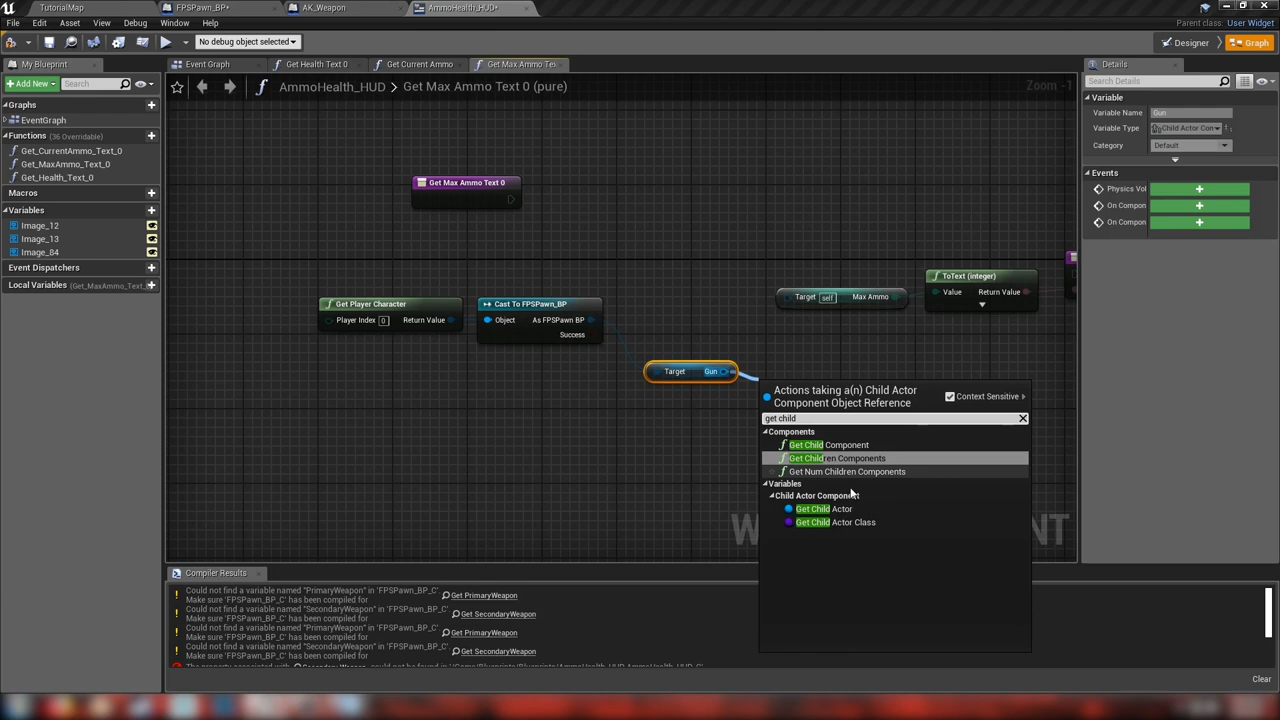 TutorialMap
FPSPawn_BP*
AK_Weapon
AmmoHealth_HUD*
File
Edit
Asset
View
Debug
Window
Help
Parent class: User Widget
No debug object selected
Designer
Graph
My Blueprint
Event Graph
Get Health Text 0
Get Current Ammo
Get Max Ammo Te
Details
Add New
Search
AmmoHealth_HUD > Get Max Ammo Text 0 (pure)
Zoom -1
Search Details
Graphs
EventGraph
Functions (36 Overridable)
Get_CurrentAmmo_Text_0
Get_MaxAmmo_Text_0
Get_Health_Text_0
Macros
Variables
Image_12
Image_13
Image_84
Event Dispatchers
Local Variables (Get_MaxAmmo_Tex
Variable
Variable Name Gun
Variable Type Child Actor Con
Category Default
Events
Physics Vol
On Compon
On Compon
Get Max Ammo Text 0
Get Player Character
Player Index 0 Return Value
Cast To FPSPawn_BP
Object As FPSPawn BP
Success
Target Gun
Target self Max Ammo
ToText (integer)
Value Return Value
Actions taking a(n) Child Actor
Component Object Reference
Context Sensitive
get child
Components
Get Child Component
Get Children Components
Get Num Children Components
Variables
Child Actor Component
Get Child Actor
Get Child Actor Class
Compiler Results
Could not find a variable named "PrimaryWeapon" in 'FPSPawn_BP_C'
Make sure 'FPSPawn_BP_C' has been compiled for Get PrimaryWeapon
Could not find a variable named "SecondaryWeapon" in 'FPSPawn_BP_C'
Make sure 'FPSPawn_BP_C' has been compiled for Get SecondaryWeapon
Could not find a variable named "PrimaryWeapon" in 'FPSPawn_BP_C'
Make sure 'FPSPawn_BP_C' has been compiled for Get PrimaryWeapon
Could not find a variable named "SecondaryWeapon" in 'FPSPawn_BP_C'
Make sure 'FPSPawn_BP_C' has been compiled for Get SecondaryWeapon
Clear